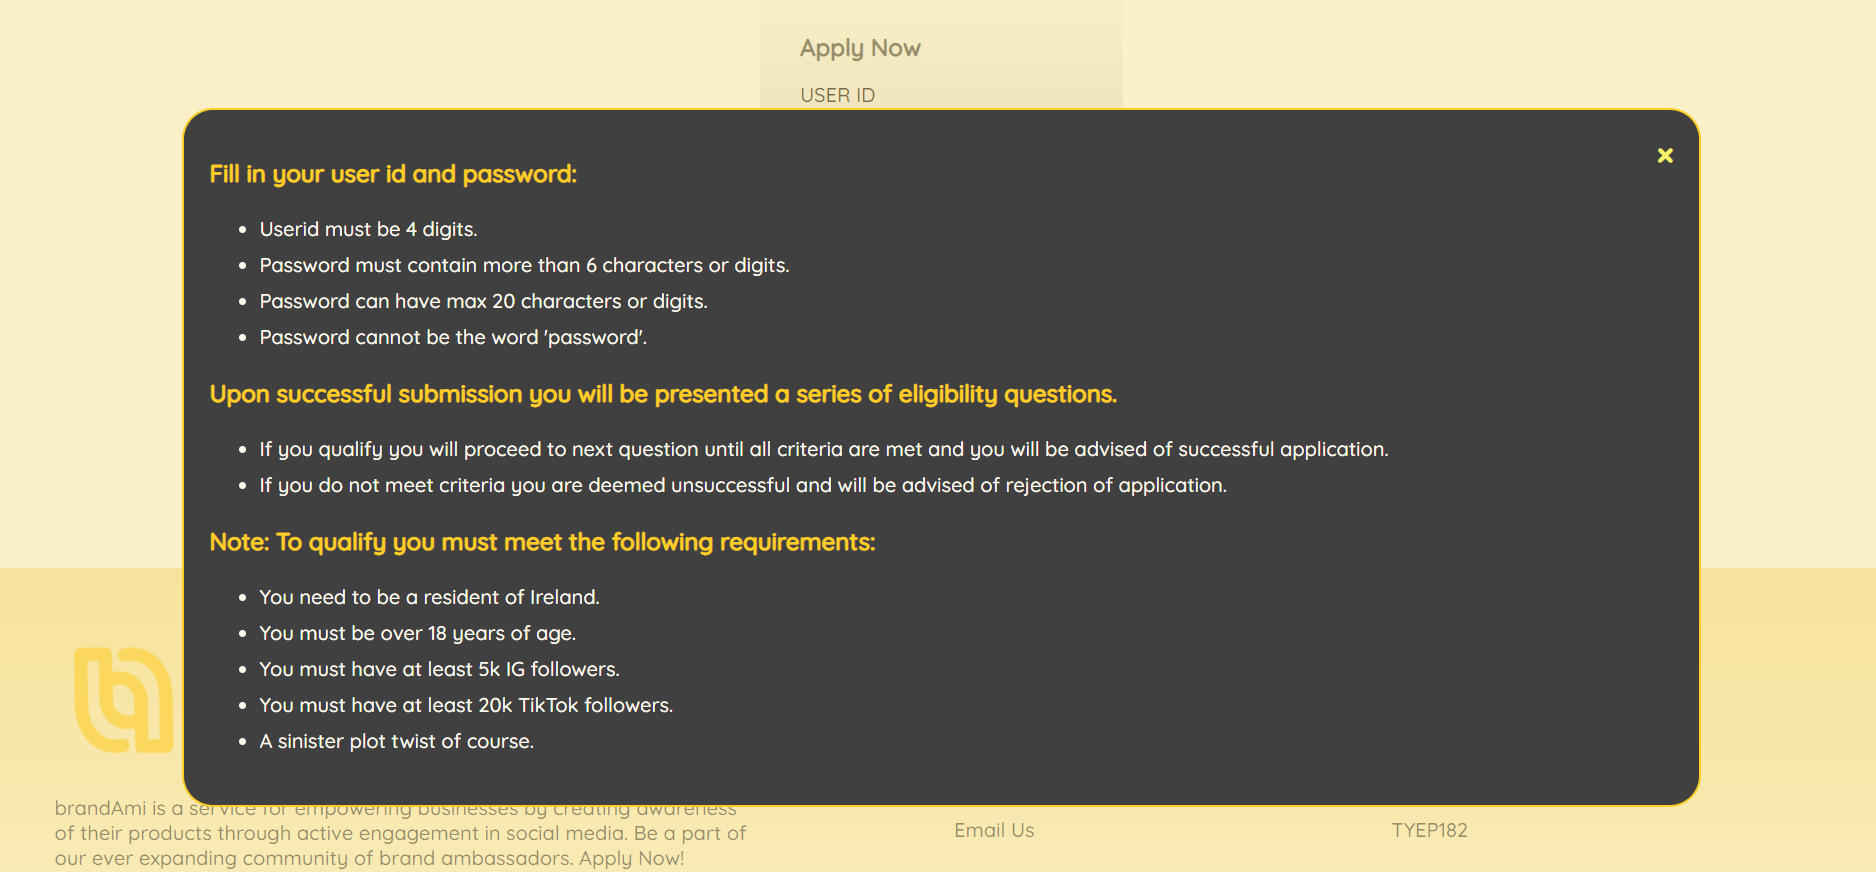 Apply Now
USER ID
Fill in your user id and password:
Userid must be 4 digits.
Password must contain more than 6 characters or digits.
Password can have max 20 characters or digits.
Password cannot be the word 'password'.
Upon successful submission you will be presented a series of eligibility questions.
If you qualify you will proceed to next question until all criteria are met and you will be advised of successful application.
If you do not meet criteria you are deemed unsuccessful and will be advised of rejection of application.
Note: To qualify you must meet the following requirements:
You need to be a resident of Ireland.
You must be over 18 years of age.
You must have at least 5k IG followers.
You must have at least 20k TikTok followers.
A sinister plot twist of course.
brandAmi is a service for empowering businesses by creating awareness
of their products through active engagement in social media. Be a part of
our ever expanding community of brand ambassadors. Apply Now!
Email Us
TYEP182